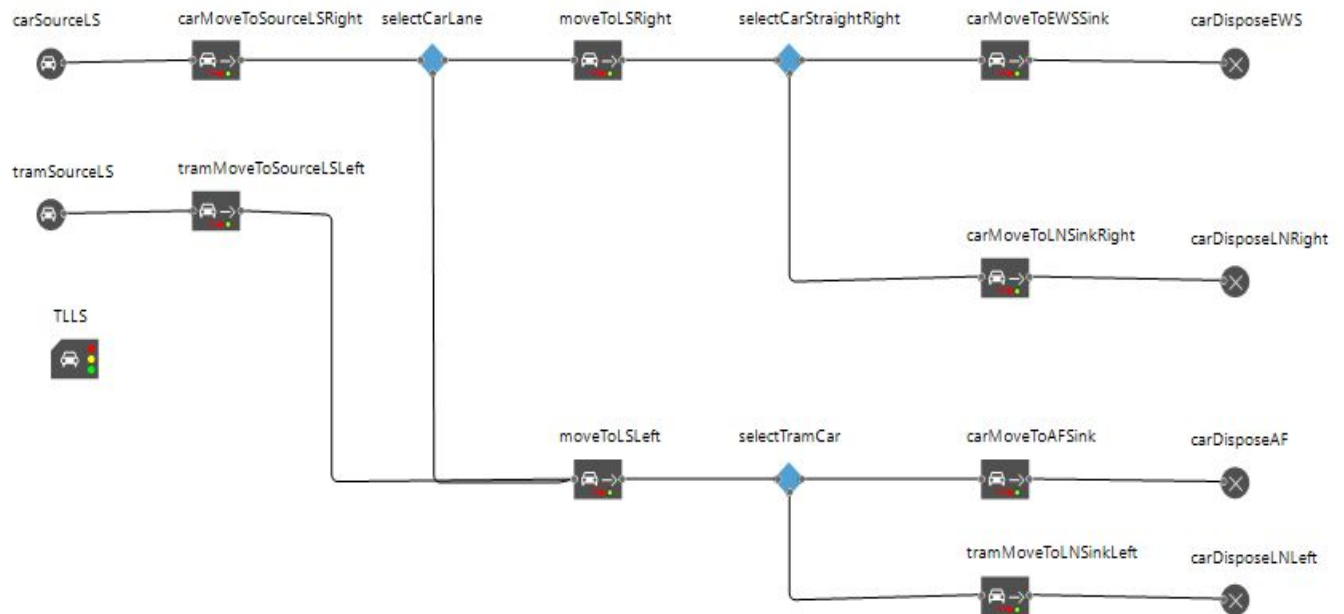 carSourceLS
carMoveToSourceLSRight
selectCarLane
moveToLSRight
selectCarStraightRight
carMoveToEWSSink
carDisposeEWS
tramSourceLS
tramMoveToSourceLSLeft
carMoveToLNSinkRight
carDisposeLNRight
TLLS
moveToLSLeft
selectTramCar
carMoveToAFSink
carDisposeAF
tramMoveToLNSinkLeft
carDisposeLNLeft